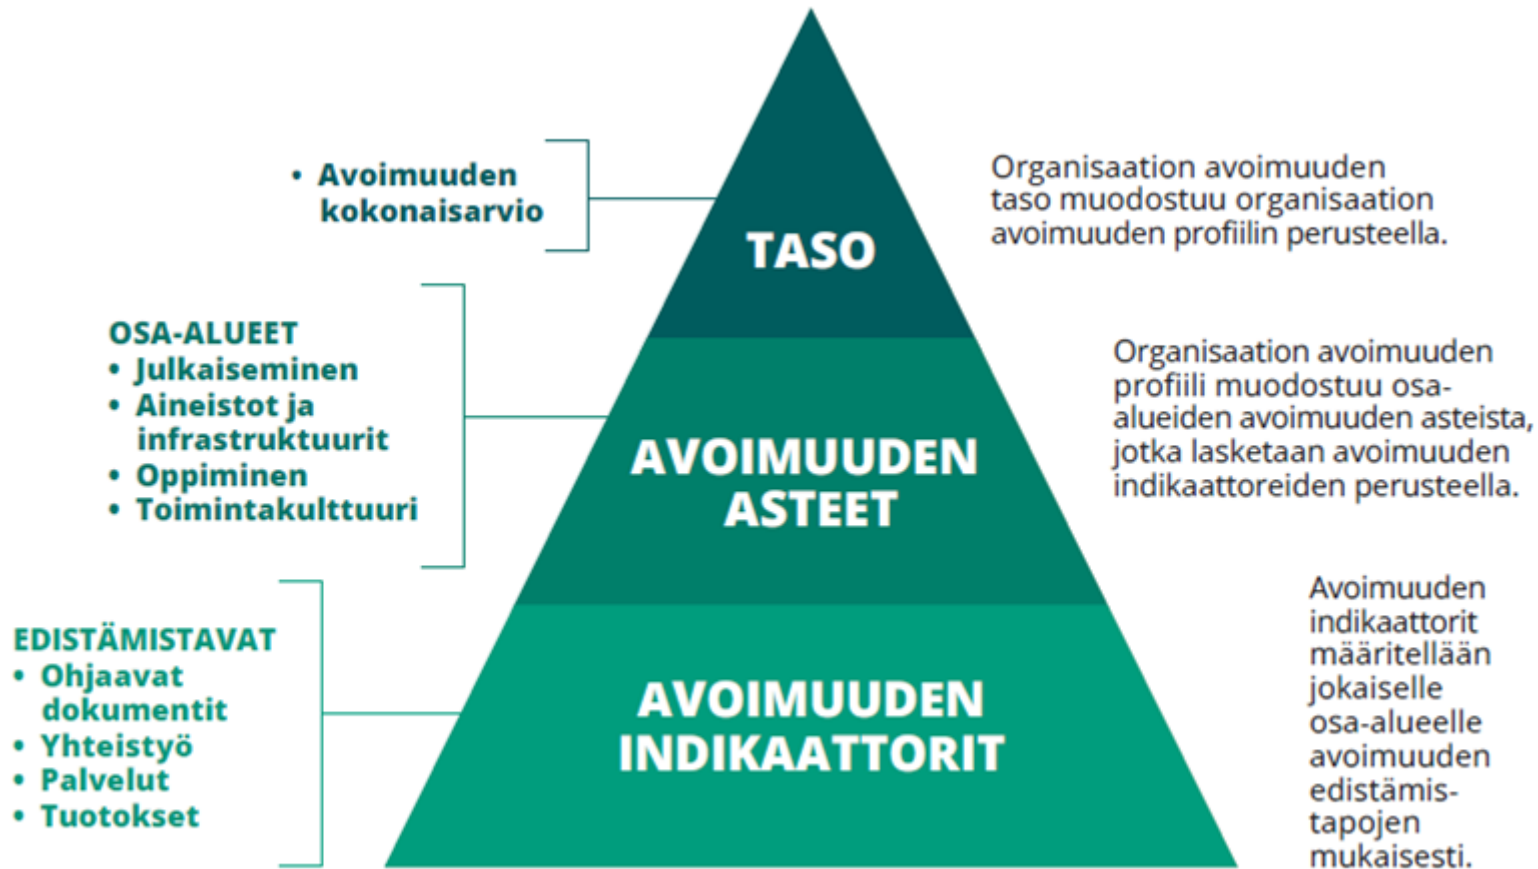 • Avoimuuden
kokonaisarvio
TASO
Organisaation avoimuuden
taso muodostuu organisaation
avoimuuden profiilin perusteella.
OSA-ALUEET
• Julkaiseminen
• Aineistot ja
infrastruktuurit
• Oppiminen
• Toimintakulttuuri
AVOIMUUDEN
ASTEET
Organisaation avoimuuden
profiili muodostuu osa-
alueiden avoimuuden asteista,
jotka lasketaan avoimuuden
indikaattoreiden perusteella.
EDISTÄMISTAVAT
• Ohjaavat
dokumentit
• Yhteistyö
• Palvelut
• Tuotokset
AVOIMUUDEN
INDIKAATTORIT
Avoimuuden
indikaattorit
määritellään
jokaiselle
osa-alueelle
avoimuuden
edistämis-
tapojen
mukaisesti.